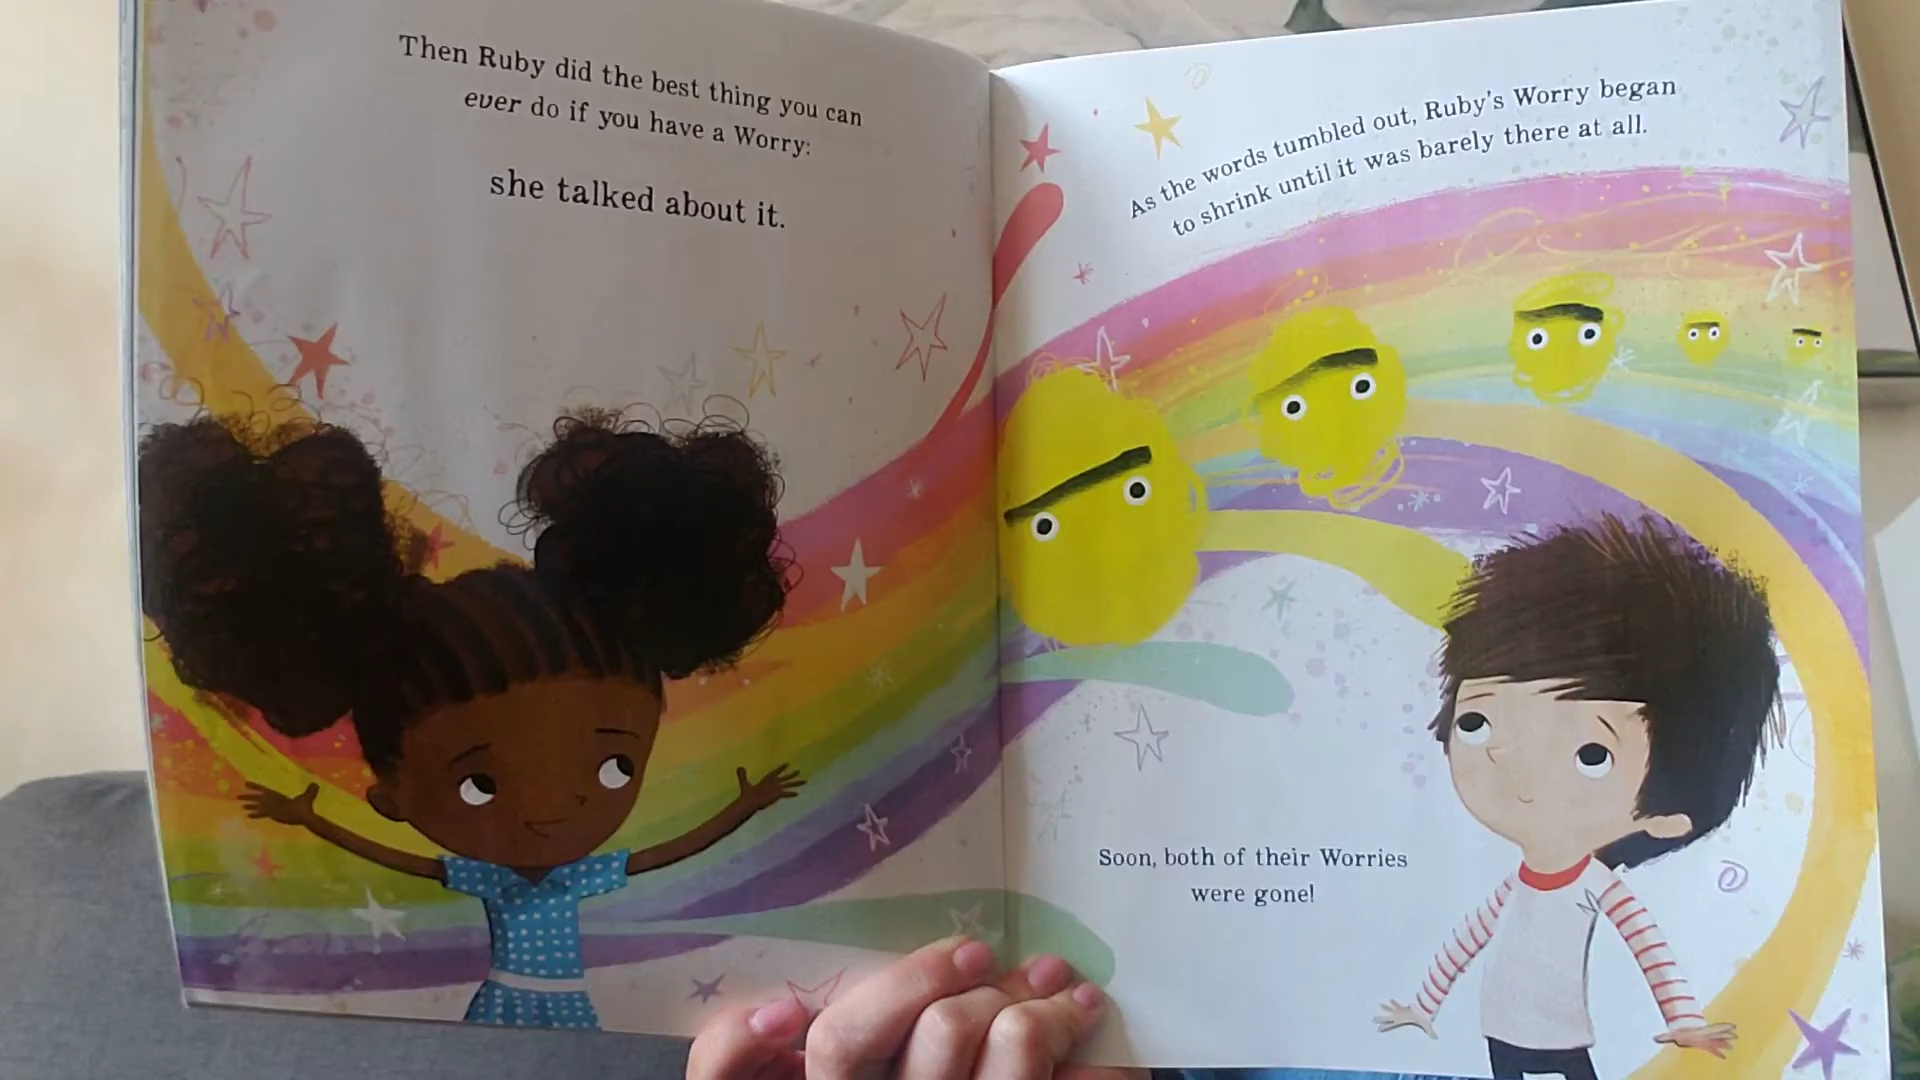 Then Ruby did the best thing you can
ever do if you have a Worry:
she talked about it.
As the words tumbled out, Ruby's Worry began
to shrink until it was barely there at all.
Soon, both of their Worries
were gone!